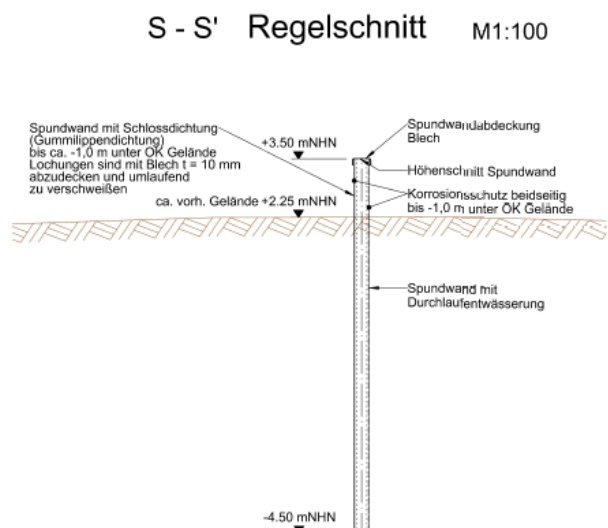 S - S' Regelschnitt M1:100
Spundwand mit Schlossdichtung
(Gummilippendichtung)
bis ca. -1,0 m unter OK Gelände
Lochungen sind mit Blech t = 10 mm
abzudecken und umlaufend
zu verschweißen
+3.50 mNHN
Spundwandabdeckung
Blech
Höhenschnitt Spundwand
ca. vorh. Gelände +2.25 mNHN
Korrosionsschutz beidseitig
bis -1,0 m unter OK Gelände
Spundwand mit
Durchlaufentwässerung
-4.50 mNHN